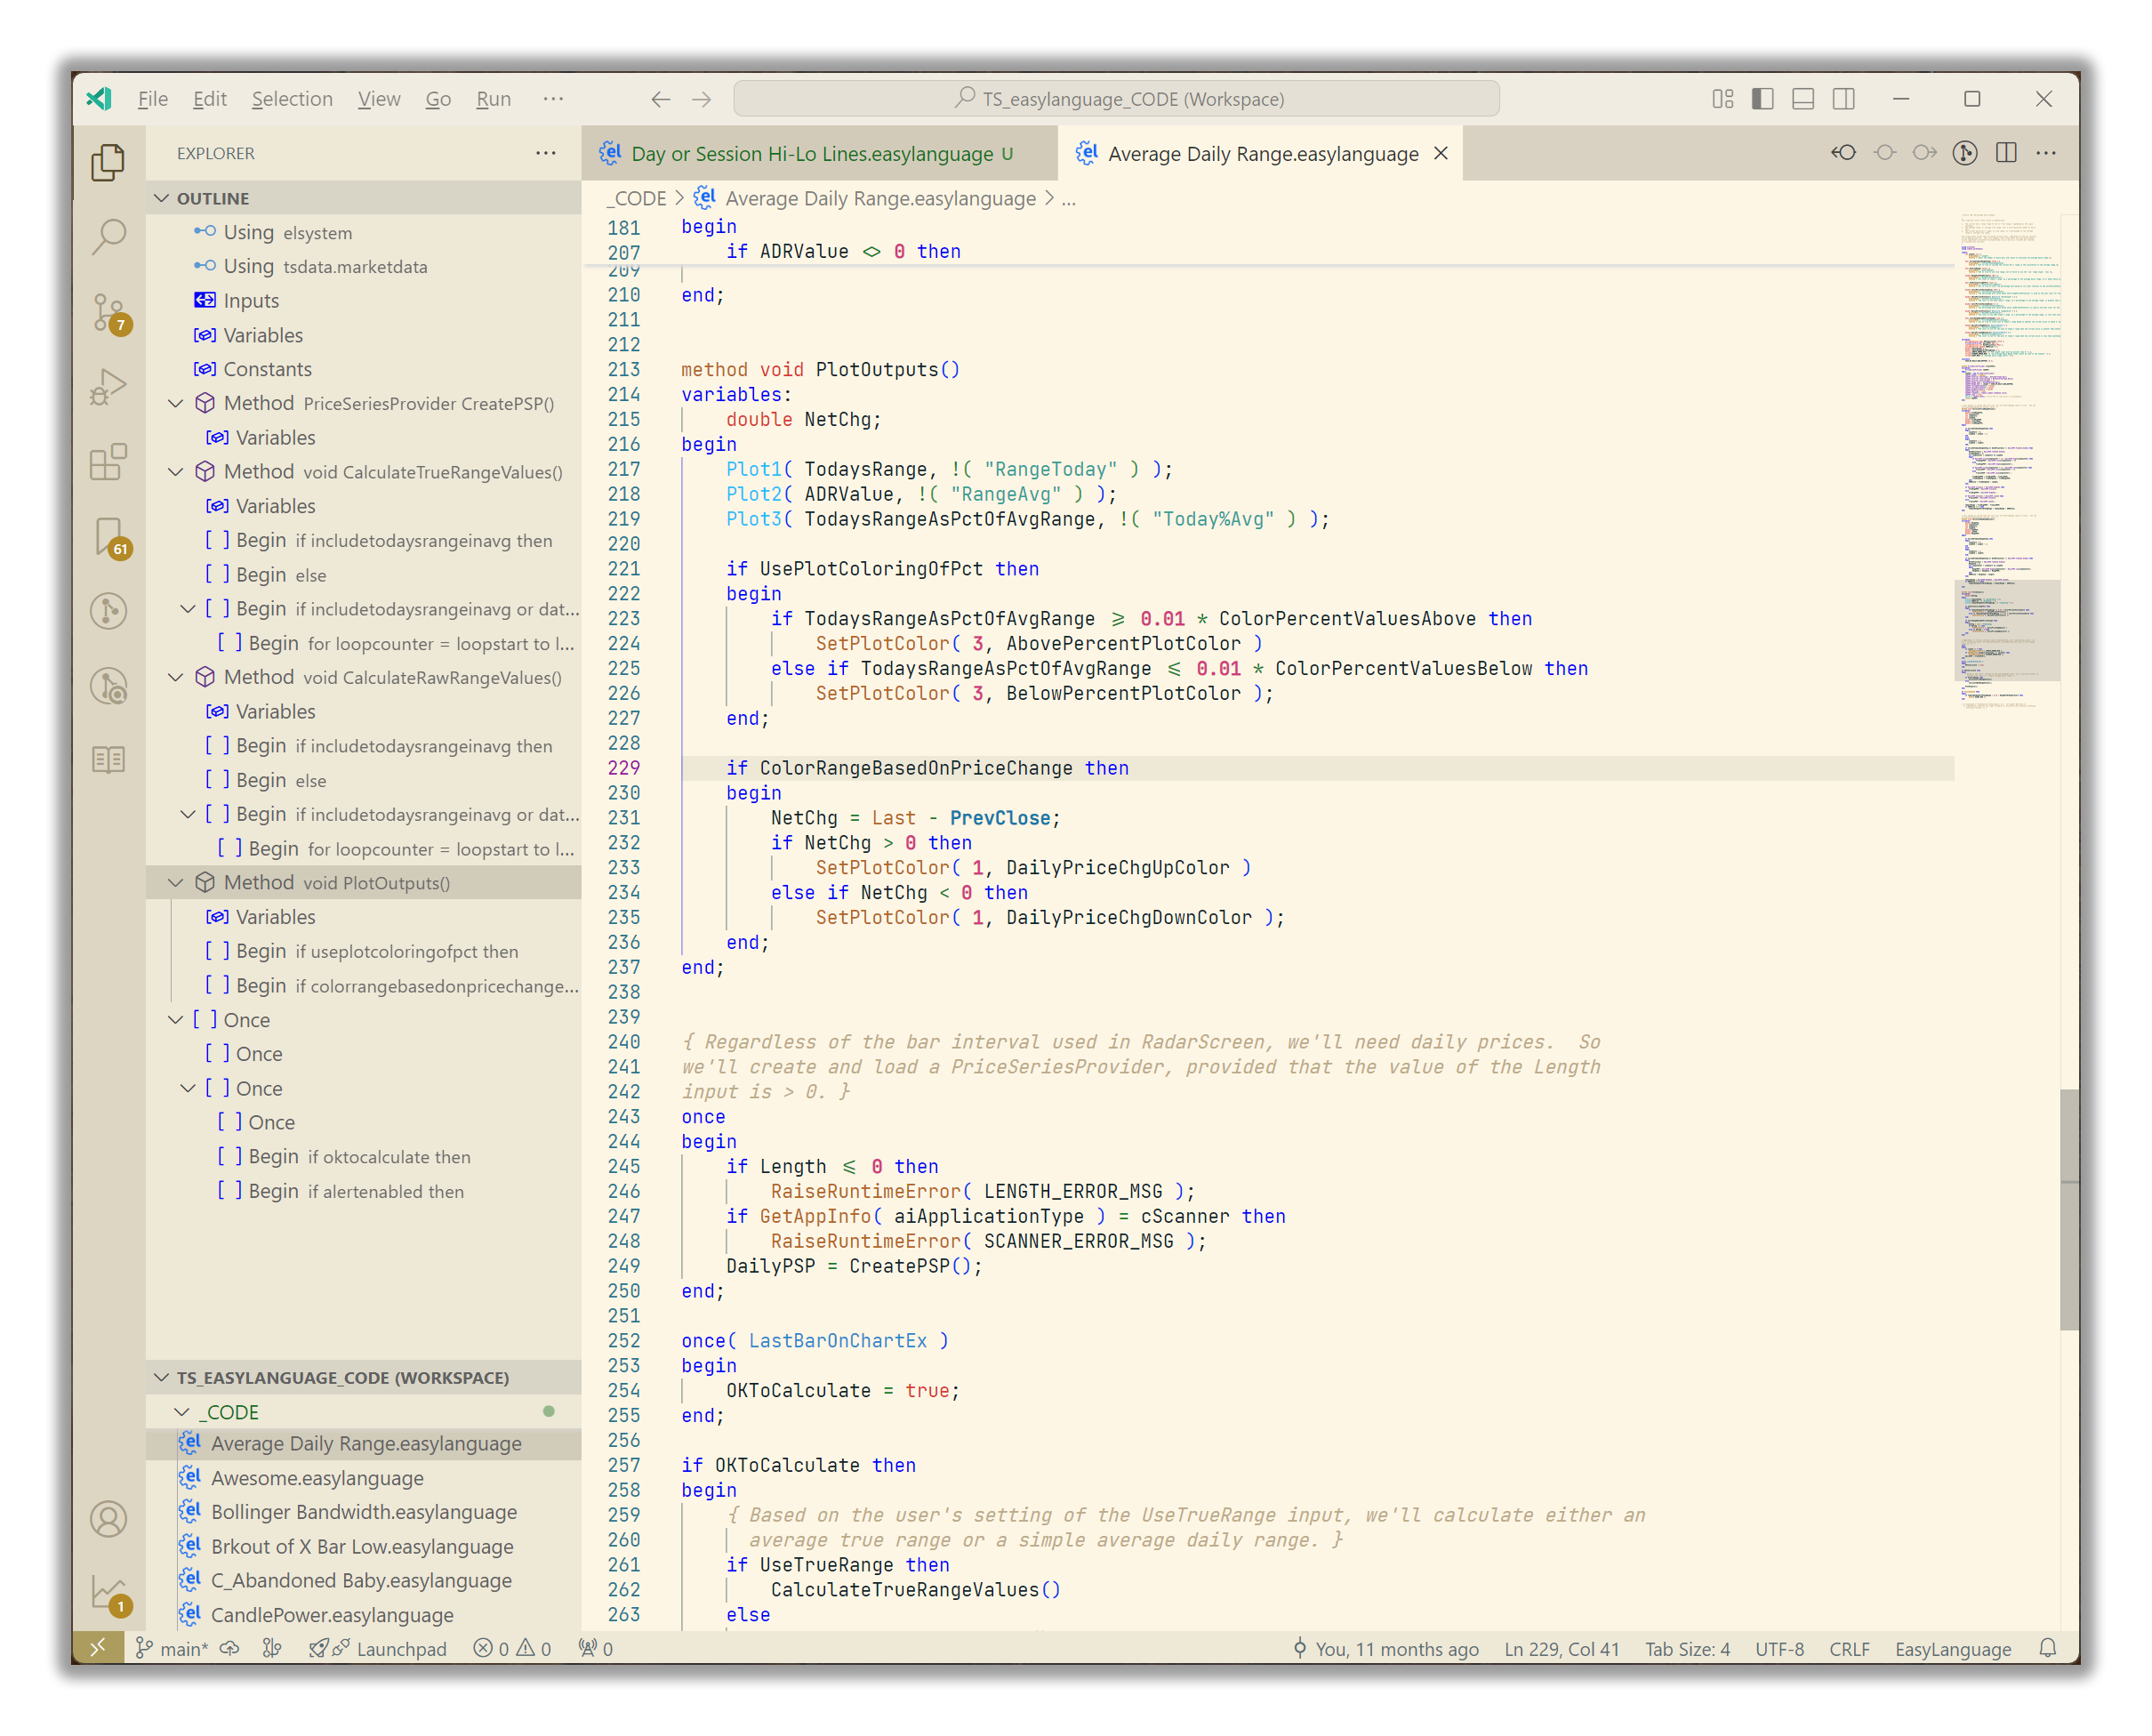 File Edit Selection View Go Run ···
TS_easylanguage_CODE (Workspace)
EXPLORER ···
OUTLINE
Using elsystem
Using tsdata.marketdata
Inputs
Variables
Constants
Method PriceSeriesProvider CreatePSP()
Variables
Method void CalculateTrueRangeValues()
Variables
[ ] Begin if includetodaysrangeinavg then
[ ] Begin else
[ ] Begin if includetodaysrangeinavg or dat...
[ ] Begin for loopcounter = loopstart to l...
Method void CalculateRawRangeValues()
Variables
[ ] Begin if includetodaysrangeinavg then
[ ] Begin else
[ ] Begin if includetodaysrangeinavg or dat...
[ ] Begin for loopcounter = loopstart to l...
Method void PlotOutputs()
Variables
[ ] Begin if useplotcoloringofpct then
[ ] Begin if colorrangebasedonpricechange...
[ ] Once
[ ] Once
[ ] Once
[ ] Once
[ ] Begin if oktocalculate then
[ ] Begin if alertenabled then
TS_EASYLANGUAGE_CODE (WORKSPACE)
_CODE
el Average Daily Range.easylanguage
el Awesome.easylanguage
el Bollinger Bandwidth.easylanguage
el Brkout of X Bar Low.easylanguage
el C_Abandoned Baby.easylanguage
el CandlePower.easylanguage
7
61
1
el Day or Session Hi-Lo Lines.easylanguage U
el Average Daily Range.easylanguage
_CODE > el Average Daily Range.easylanguage > ...
181 begin
207 if ADRValue <> 0 then
209
210 end;
211
212
213 method void PlotOutputs()
214 variables:
215 double NetChg;
216 begin
217 Plot1( TodaysRange, !( "RangeToday" ) );
218 Plot2( ADRValue, !( "RangeAvg" ) );
219 Plot3( TodaysRangeAsPctOfAvgRange, !( "Today%Avg" ) );
220
221 if UsePlotColoringOfPct then
222 begin
223 if TodaysRangeAsPctOfAvgRange ⩾ 0.01 * ColorPercentValuesAbove then
224 SetPlotColor( 3, AbovePercentPlotColor )
225 else if TodaysRangeAsPctOfAvgRange ⩽ 0.01 * ColorPercentValuesBelow then
226 SetPlotColor( 3, BelowPercentPlotColor );
227 end;
228
229 if ColorRangeBasedOnPriceChange then
230 begin
231 NetChg = Last - PrevClose;
232 if NetChg > 0 then
233 SetPlotColor( 1, DailyPriceChgUpColor )
234 else if NetChg < 0 then
235 SetPlotColor( 1, DailyPriceChgDownColor );
236 end;
237 end;
238
239
240 { Regardless of the bar interval used in RadarScreen, we'll need daily prices.  So
241 we'll create and load a PriceSeriesProvider, provided that the value of the Length
242 input is > 0. }
243 once
244 begin
245 if Length ⩽ 0 then
246 RaiseRuntimeError( LENGTH_ERROR_MSG );
247 if GetAppInfo( aiApplicationType ) = cScanner then
248 RaiseRuntimeError( SCANNER_ERROR_MSG );
249 DailyPSP = CreatePSP();
250 end;
251
252 once( LastBarOnChartEx )
253 begin
254 OKToCalculate = true;
255 end;
256
257 if OKToCalculate then
258 begin
259 { Based on the user's setting of the UseTrueRange input, we'll calculate either an
260 average true range or a simple average daily range. }
261 if UseTrueRange then
262 CalculateTrueRangeValues()
263 else
main* Launchpad 0 0 0 You, 11 months ago Ln 229, Col 41 Tab Size: 4 UTF-8 CRLF EasyLanguage